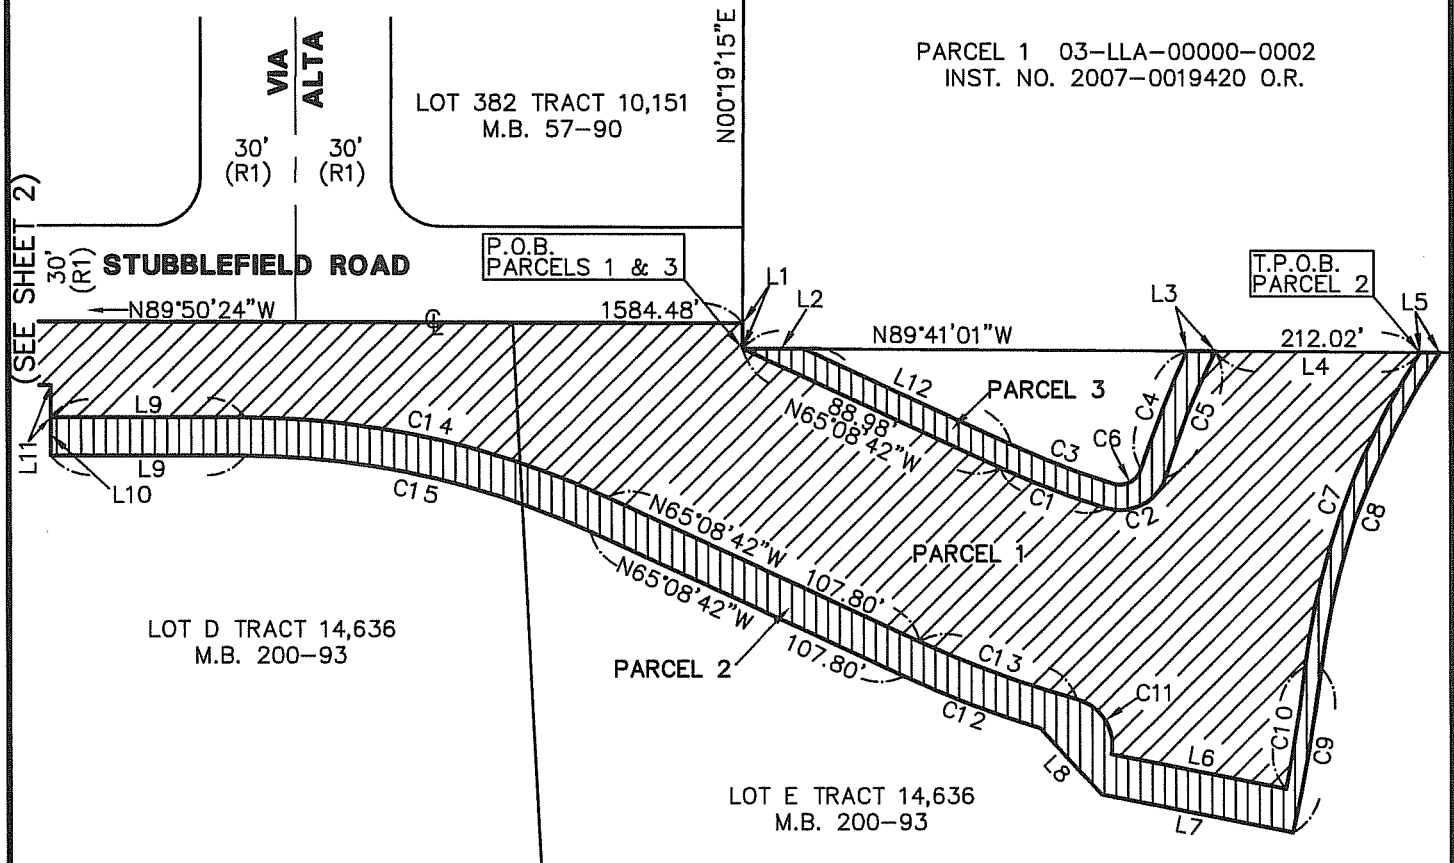 VIA
ALTA
N00°19'15"E
PARCEL 1 03-LLA-00000-0002
INST. NO. 2007-0019420 O.R.
LOT 382 TRACT 10,151
M.B. 57-90
30'
(R1)
30'
(R1)
(SEE SHEET 2)
30'
(R1)
STUBBLEFIELD ROAD
P.O.B.
PARCELS 1 & 3
T.P.O.B.
PARCEL 2
L1
L2
L3
L5
N89°50'24"W
℄
1584.48'
N89°41'01"W
212.02'
L4
L12
PARCEL 3
C4
C5
88.98'
N65°08'42"W
C6
C3
C1
C2
C7
C8
L9
L11
L9
L10
C14
C15
N65°08'42"W
107.80'
PARCEL 1
N65°08'42"W
107.80'
PARCEL 2
C13
C12
C11
L6
C10
C9
L8
L7
LOT D TRACT 14,636
M.B. 200-93
LOT E TRACT 14,636
M.B. 200-93